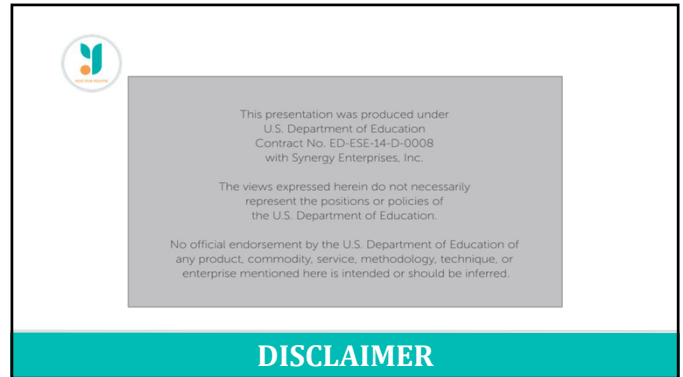 This presentation was produced under
U.S. Department of Education
Contract No. ED-ESE-14-D-0008
with Synergy Enterprises, Inc.
The views expressed herein do not necessarily
represent the positions or policies of
the U.S. Department of Education.
No official endorsement by the U.S. Department of Education of
any product, commodity, service, methodology, technique, or
enterprise mentioned here is intended or should be inferred.
DISCLAIMER